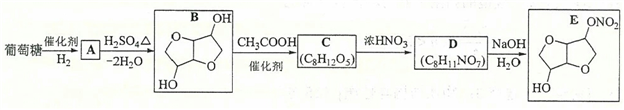 葡萄糖 催化剂 H₂ A H₂SO₄△ −2H₂O B OH O O HO CH₃COOH 催化剂 C (C₈H₁₂O₅) 浓HNO₃ D (C₈H₁₁NO₇) NaOH H₂O E ONO₂ O O HO